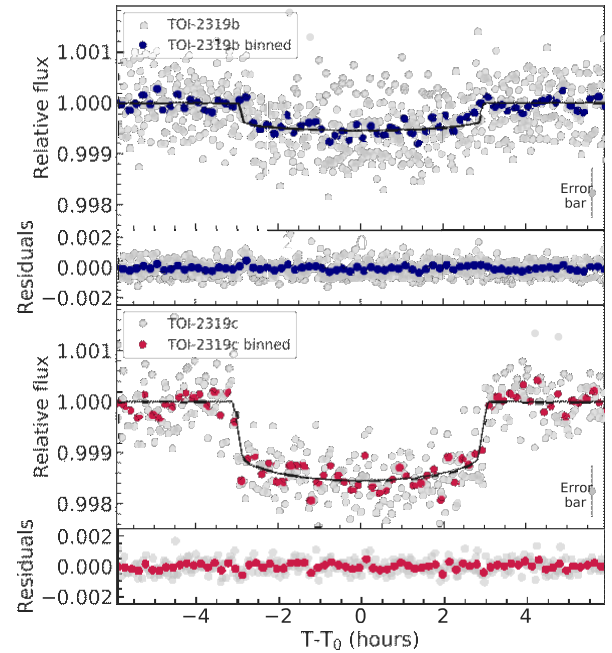 TOI-2319b
TOI-2319b binned
1.001
1.000
0.999
0.998
Relative flux
Error
bar
0.002
0.000
−0.002
Residuals
TOI-2319c
TOI-2319c binned
1.001
1.000
0.999
0.998
Relative flux
Error
bar
0.002
0.000
−0.002
Residuals
−4
−2
0
2
4
T-T0 (hours)